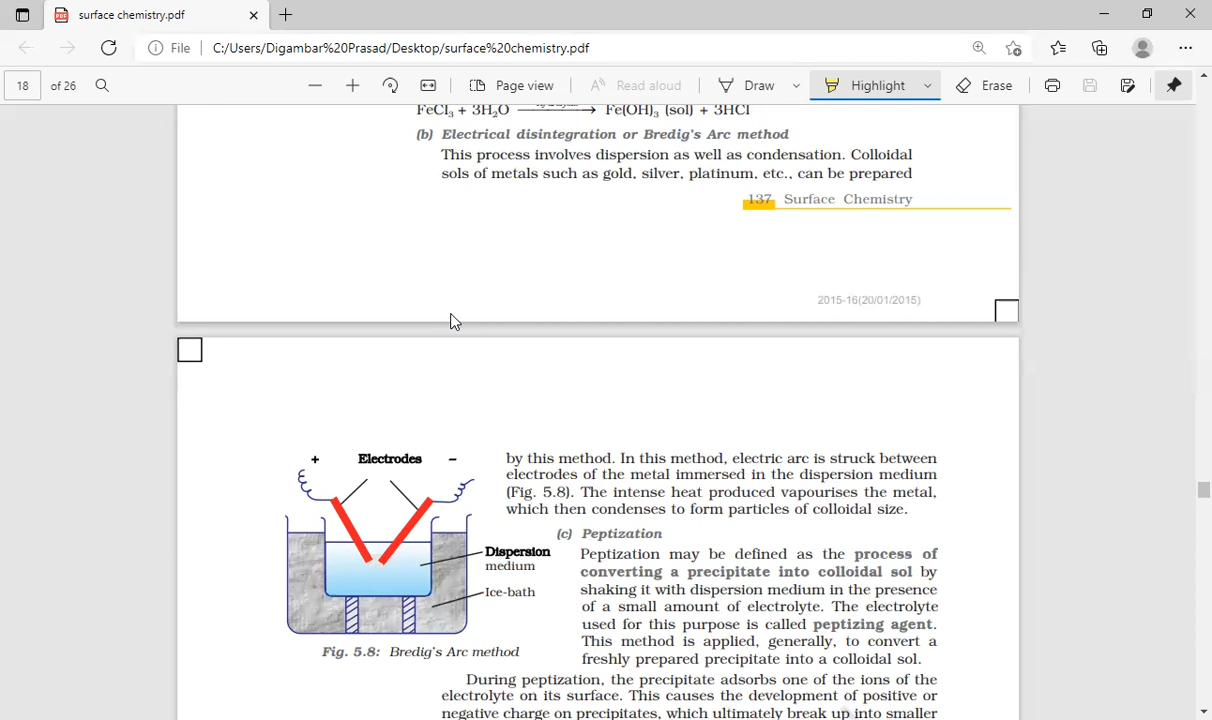 surface chemistry.pdf
File C:/Users/Digambar%20Prasad/Desktop/surface%20chemistry.pdf
18 of 26 Page view Read aloud Draw Highlight Erase
FeCl₃ + 3H₂O → Fe(OH)₃ (sol) + 3HCl
(b) Electrical disintegration or Bredig's Arc method
This process involves dispersion as well as condensation. Colloidal
sols of metals such as gold, silver, platinum, etc., can be prepared
137 Surface Chemistry
2015-16(20/01/2015)
+ Electrodes −
Dispersion
medium
Ice-bath
Fig. 5.8: Bredig's Arc method
by this method. In this method, electric arc is struck between
electrodes of the metal immersed in the dispersion medium
(Fig. 5.8). The intense heat produced vapourises the metal,
which then condenses to form particles of colloidal size.
(c) Peptization
Peptization may be defined as the process of
converting a precipitate into colloidal sol by
shaking it with dispersion medium in the presence
of a small amount of electrolyte. The electrolyte
used for this purpose is called peptizing agent.
This method is applied, generally, to convert a
freshly prepared precipitate into a colloidal sol.
During peptization, the precipitate adsorbs one of the ions of the
electrolyte on its surface. This causes the development of positive or
negative charge on precipitates, which ultimately break up into smaller